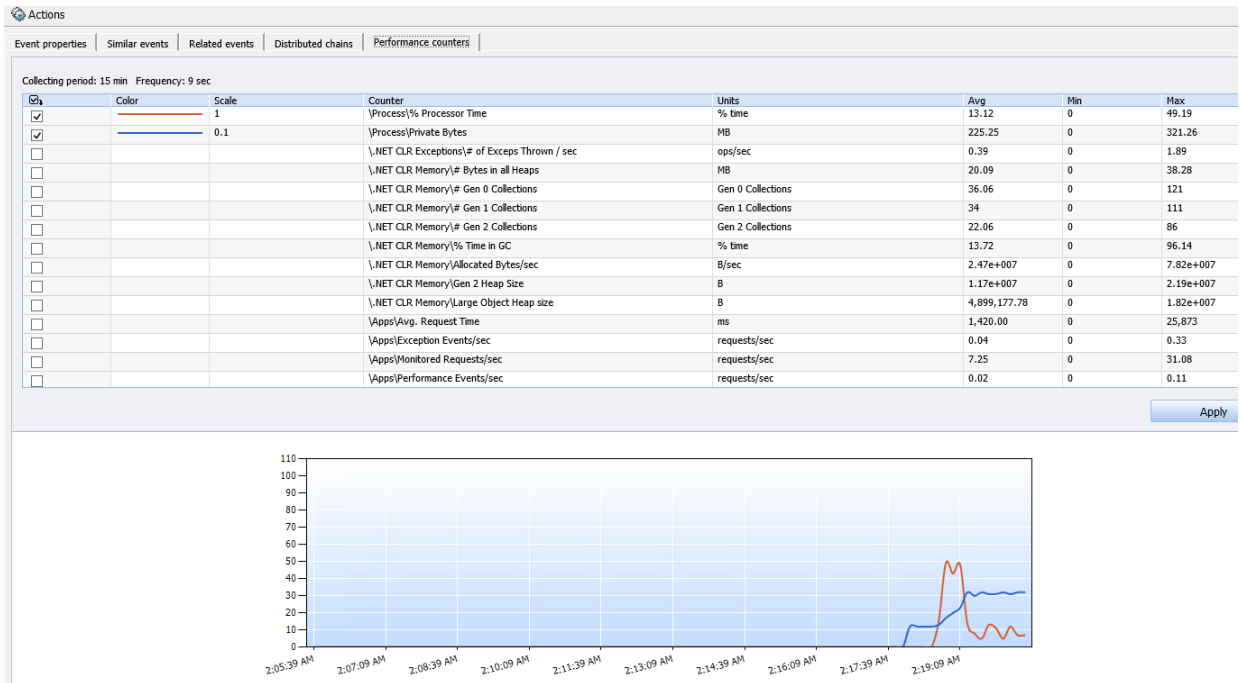 Actions
Event properties Similar events Related events Distributed chains Performance counters
Collecting period: 15 min Frequency: 9 sec
Color Scale Counter Units Avg Min Max
1 \Process\% Processor Time % time 13.12 0 49.19
0.1 \Process\Private Bytes MB 225.25 0 321.26
\.NET CLR Exceptions\# of Exceps Thrown / sec ops/sec 0.39 0 1.89
\.NET CLR Memory\# Bytes in all Heaps MB 20.09 0 38.28
\.NET CLR Memory\# Gen 0 Collections Gen 0 Collections 36.06 0 121
\.NET CLR Memory\# Gen 1 Collections Gen 1 Collections 34 0 111
\.NET CLR Memory\# Gen 2 Collections Gen 2 Collections 22.06 0 86
\.NET CLR Memory\% Time in GC % time 13.72 0 96.14
\.NET CLR Memory\Allocated Bytes/sec B/sec 2.47e+007 0 7.82e+007
\.NET CLR Memory\Gen 2 Heap Size B 1.17e+007 0 2.19e+007
\.NET CLR Memory\Large Object Heap size B 4,899,177.78 0 1.82e+007
\Apps\Avg. Request Time ms 1,420.00 0 25,873
\Apps\Exception Events/sec requests/sec 0.04 0 0.33
\Apps\Monitored Requests/sec requests/sec 7.25 0 31.08
\Apps\Performance Events/sec requests/sec 0.02 0 0.11
Apply
110
100
90
80
70
60
50
40
30
20
10
0
2:05:39 AM 2:07:09 AM 2:08:39 AM 2:10:09 AM 2:11:39 AM 2:13:09 AM 2:14:39 AM 2:16:09 AM 2:17:39 AM 2:19:09 AM